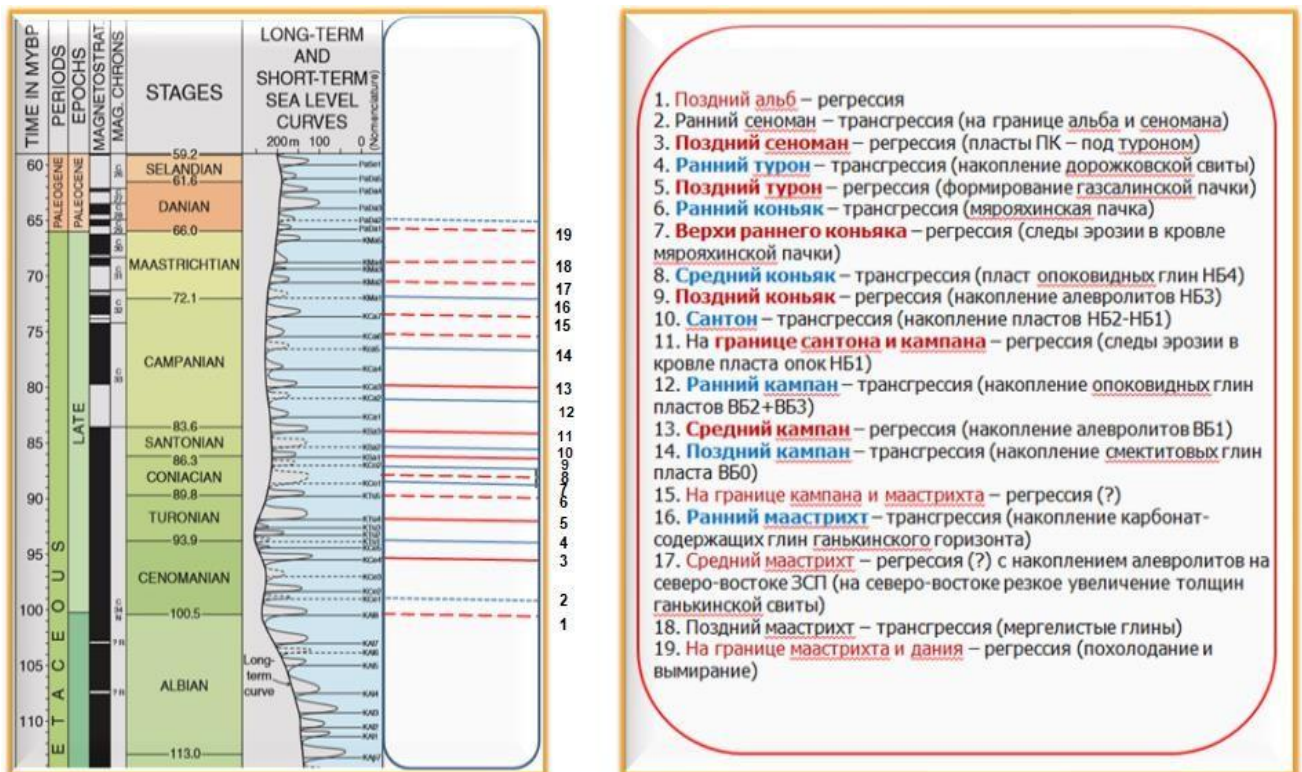 TIME IN MYBP
PERIODS
EPOCHS
MAGNETOSTRAT.
MAG. CHRONS
STAGES
LONG-TERM
AND
SHORT-TERM
SEA LEVEL
CURVES
(Nomenclature)
200 m 100 0
60
65
70
75
80
85
90
95
100
105
110
PALEOGENE
PALEOCENE
LATE
ETACEOUS
59.2
SELANDIAN
61.6
DANIAN
66.0
MAASTRICHTIAN
72.1
CAMPANIAN
83.6
SANTONIAN
86.3
CONIACIAN
89.8
TURONIAN
93.9
CENOMANIAN
100.5
ALBIAN
113.0
Long-
term
curve
19
18
17
16
15
14
13
12
11
10
9
8
7
6
5
4
3
2
1
1. Поздний альб – регрессия
2. Ранний сеноман – трансгрессия (на границе альба и сеномана)
3. Поздний сеноман – регрессия (пласты ПК – под туроном)
4. Ранний турон – трансгрессия (накопление дорожковской свиты)
5. Поздний турон – регрессия (формирование газсалинской пачки)
6. Ранний коньяк – трансгрессия (мярояхинская пачка)
7. Верхи раннего коньяка – регрессия (следы эрозии в кровле
мярояхинской пачки)
8. Средний коньяк – трансгрессия (пласт опоковидных глин НБ4)
9. Поздний коньяк – регрессия (накопление алевролитов НБ3)
10. Сантон – трансгрессия (накопление пластов НБ2-НБ1)
11. На границе сантона и кампана – регрессия (следы эрозии в
кровле пласта опок НБ1)
12. Ранний кампан – трансгрессия (накопление опоковидных глин
пластов ВБ2+ВБ3)
13. Средний кампан – регрессия (накопление алевролитов ВБ1)
14. Поздний кампан – трансгрессия (накопление смектитовых глин
пласта ВБ0)
15. На границе кампана и маастрихта – регрессия (?)
16. Ранний маастрихт – трансгрессия (накопление карбонат-
содержащих глин ганькинского горизонта)
17. Средний маастрихт – регрессия (?) с накоплением алевролитов на
северо-востоке ЗСП (на северо-востоке резкое увеличение толщин
ганькинской свиты)
18. Поздний маастрихт – трансгрессия (мергелистые глины)
19. На границе маастрихта и дания – регрессия (похолодание и
вымирание)